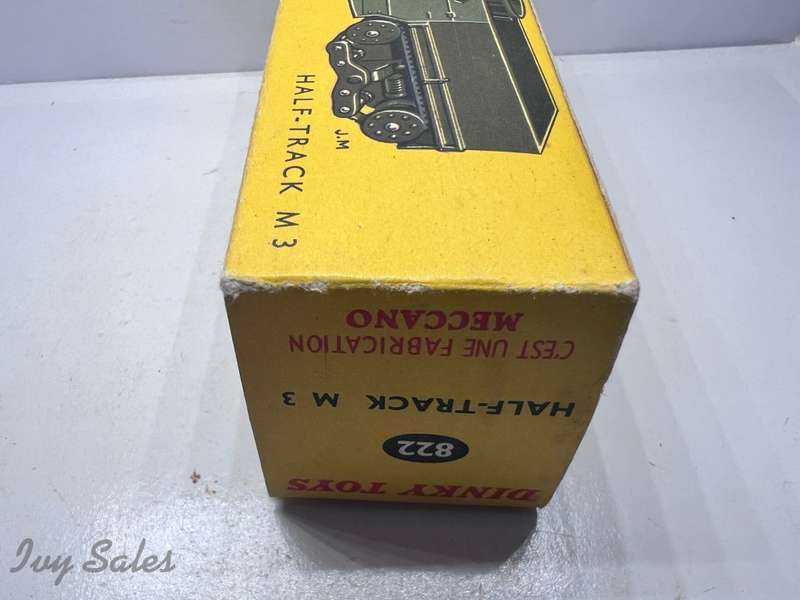 J.M
HALF-TRACK M 3
DINKY TOYS
822
HALF-TRACK M 3
C'EST UNE FABRICATION
MECCANO
Ivy Sales